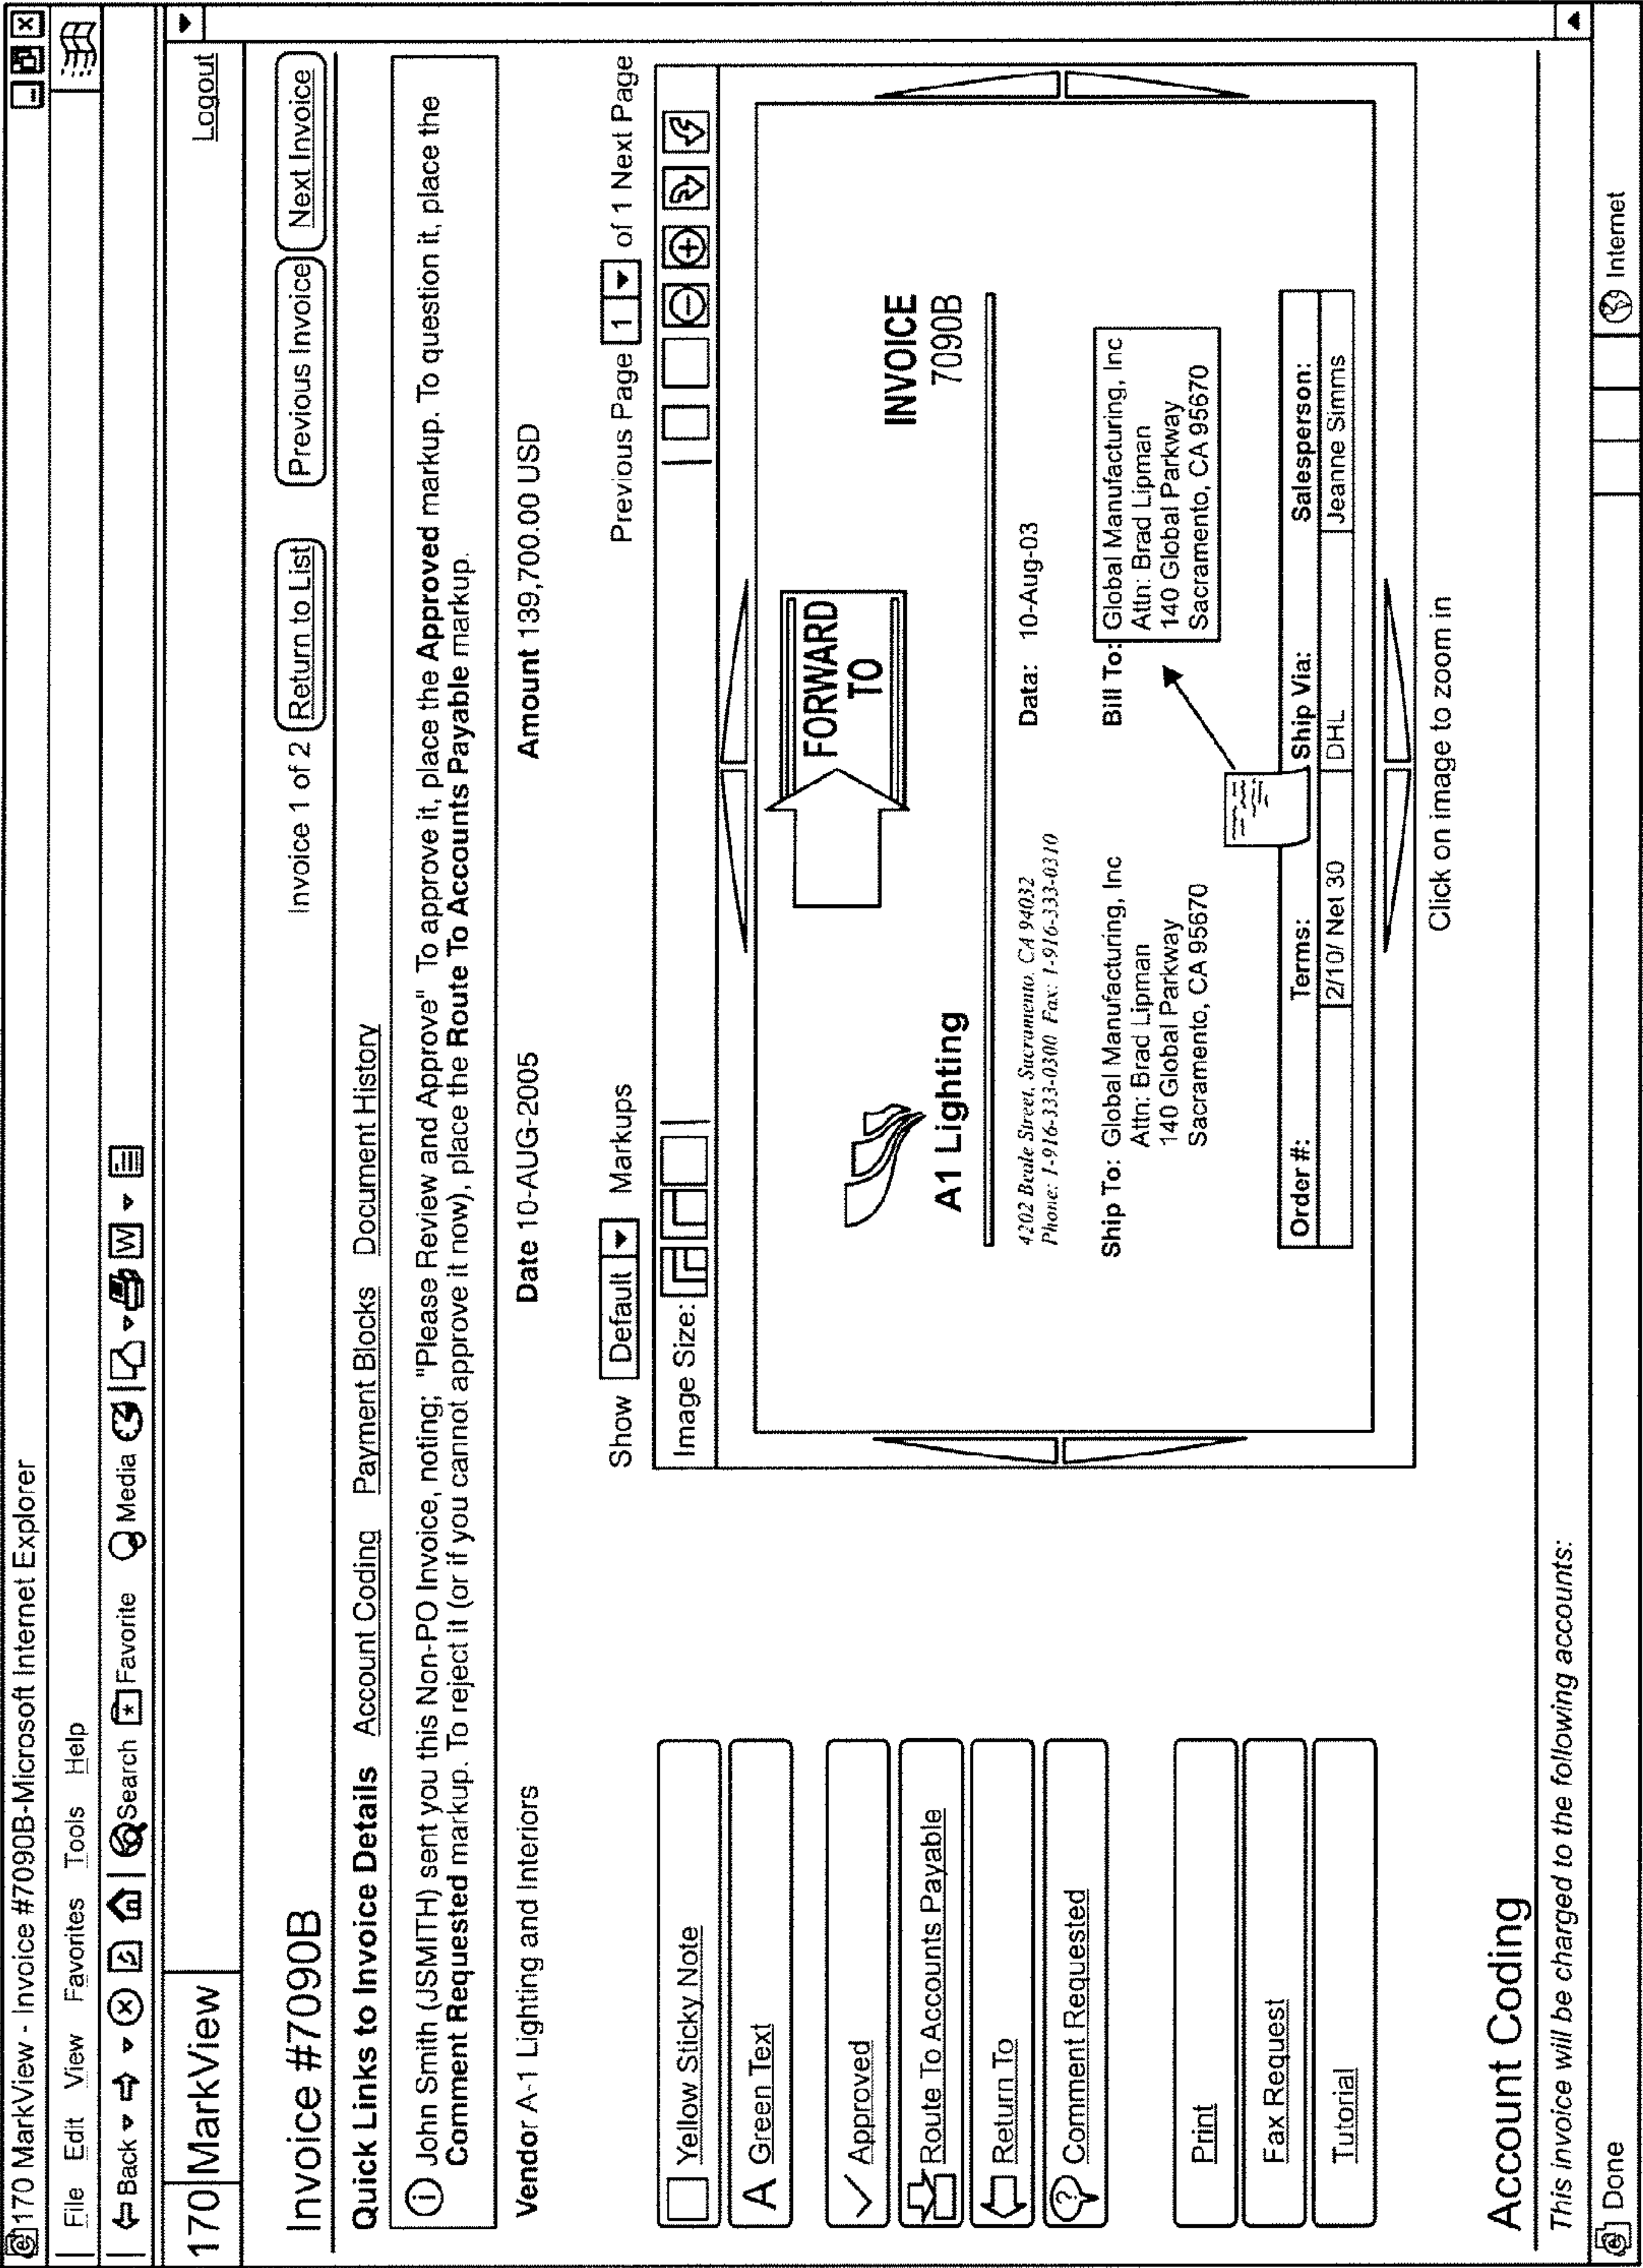 170 MarkView - Invoice #7090B-Microsoft Internet Explorer
File Edit View Favorites Tools Help
Back Search Favorite Media W
170 MarkView
Logout
Invoice #7090B
Invoice 1 of 2 Return to List Previous Invoice Next Invoice
Quick Links to Invoice Details Account Coding Payment Blocks Document History
i John Smith (JSMITH) sent you this Non-PO Invoice, noting; "Please Review and Approve" To approve it, place the Approved markup. To question it, place the
Comment Requested markup. To reject it (or if you cannot approve it now), place the Route To Accounts Payable markup.
Vendor A-1 Lighting and Interiors Date 10-AUG-2005 Amount 139,700.00 USD
Show Default Markups Previous Page 1 of 1 Next Page
Image Size:
Yellow Sticky Note
A Green Text
Approved
Route To Accounts Payable
Return To
? Comment Requested
Print
Fax Request
Tutorial
FORWARD
TO
A1 Lighting
INVOICE
7090B
4202 Beale Street, Sacramento, CA 94032
Phone: 1-916-333-0300 Fax: 1-916-333-0310
Data: 10-Aug-03
Ship To: Global Manufacturing, Inc
Attn: Brad Lipman
140 Global Parkway
Sacramento, CA 95670
Bill To: Global Manufacturing, Inc
Attn: Brad Lipman
140 Global Parkway
Sacramento, CA 95670
Order #: Terms: Ship Via: Salesperson:
2/10/ Net 30 DHL Jeanne Simms
Click on image to zoom in
Account Coding
This invoice will be charged to the following accounts:
Done Internet